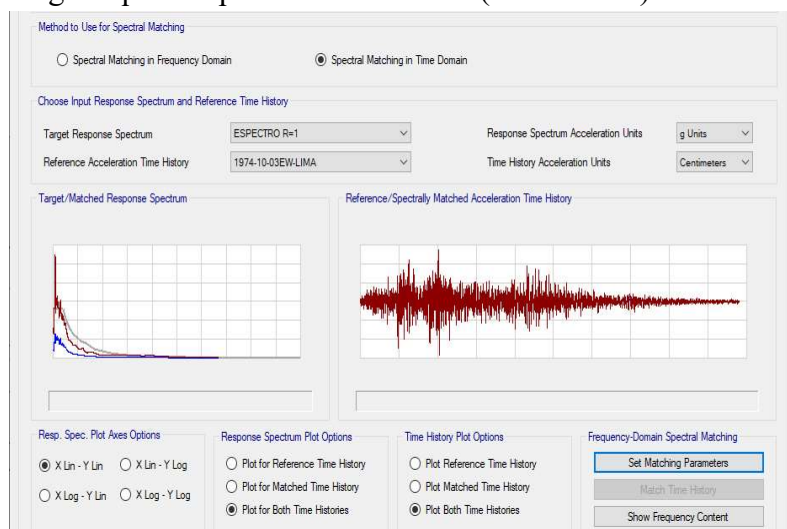 Method to Use for Spectral Matching
Spectral Matching in Frequency Domain Spectral Matching in Time Domain
Choose Input Response Spectrum and Reference Time History
Target Response Spectrum ESPECTRO R=1 Response Spectrum Acceleration Units g Units
Reference Acceleration Time History 1974-10-03EW-LIMA Time History Acceleration Units Centimeters
Target/Matched Response Spectrum Reference/Spectrally Matched Acceleration Time History
Resp. Spec. Plot Axes Options Response Spectrum Plot Options Time History Plot Options Frequency-Domain Spectral Matching
X Lin - Y Lin X Lin - Y Log Plot for Reference Time History Plot Reference Time History Set Matching Parameters
X Log - Y Lin X Log - Y Log Plot for Matched Time History Plot Matched Time History Match Time History
Plot for Both Time Histories Plot Both Time Histories Show Frequency Content